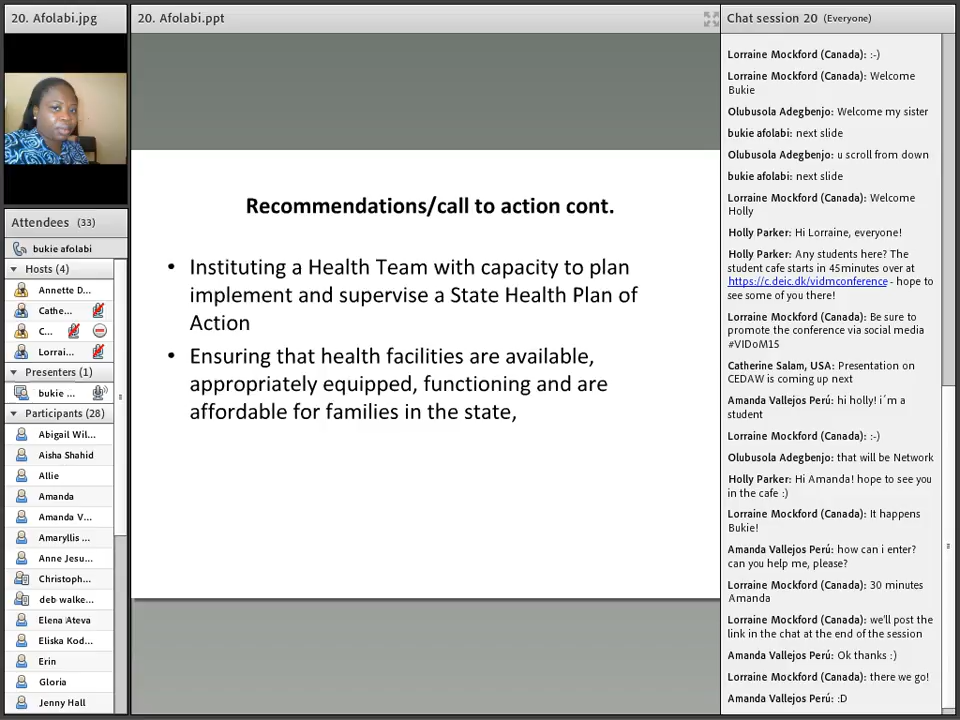 20. Afolabi.jpg
Attendees (33)
bukie afolabi
Hosts (4)
Annette D...
Cathe...
C...
Lorrai...
Presenters (1)
bukie ...
Participants (28)
Abigail Wil...
Aisha Shahid
Allie
Amanda
Amanda V...
Amaryllis ...
Anne Jesu...
Christoph...
deb walke...
Elena Ateva
Eliska Kod...
Erin
Gloria
Jenny Hall
20. Afolabi.ppt
Recommendations/call to action cont.
• Instituting a Health Team with capacity to plan
implement and supervise a State Health Plan of
Action
• Ensuring that health facilities are available,
appropriately equipped, functioning and are
affordable for families in the state,
Chat session 20 (Everyone)
Lorraine Mockford (Canada): :-)
Lorraine Mockford (Canada): Welcome
Bukie
Olubusola Adegbenjo: Welcome my sister
bukie afolabi: next slide
Olubusola Adegbenjo: u scroll from down
bukie afolabi: next slide
Lorraine Mockford (Canada): Welcome
Holly
Holly Parker: Hi Lorraine, everyone!
Holly Parker: Any students here? The
student cafe starts in 45minutes over at
https://c.deic.dk/vidmconference - hope to
see some of you there!
Lorraine Mockford (Canada): Be sure to
promote the conference via social media
#VIDoM15
Catherine Salam, USA: Presentation on
CEDAW is coming up next
Amanda Vallejos Perú: hi holly! i´m a
student
Lorraine Mockford (Canada): :-)
Olubusola Adegbenjo: that will be Network
Holly Parker: Hi Amanda! hope to see you
in the cafe :)
Lorraine Mockford (Canada): It happens
Bukie!
Amanda Vallejos Perú: how can i enter?
can you help me, please?
Lorraine Mockford (Canada): 30 minutes
Amanda
Lorraine Mockford (Canada): we'll post the
link in the chat at the end of the session
Amanda Vallejos Perú: Ok thanks :)
Lorraine Mockford (Canada): there we go!
Amanda Vallejos Perú: :D